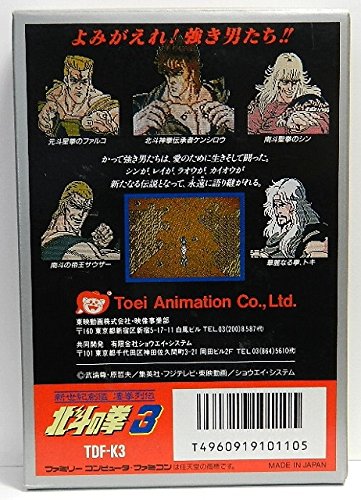 よみがえれ!強き男たち!!
元斗皇拳のファルコ
北斗神拳伝承者ケンシロウ
南斗聖拳のシン
かつて強き男たちは、愛のために生きそして闘った。
シンが、レイが、ラオウが、カイオウが
新たなる伝説となって、永遠に語り継がれる。
南斗の帝王サウザー
華麗なる拳、トキ
Toei Animation Co., Ltd.
東映動画株式会社・映像事業部
〒160 東京都新宿区新宿5-17-11 白鳳ビル TEL 03(200)8587㈹
共同開発 有限会社ショウエイ・システム
〒101 東京都千代田区神田佐久間町3-21 岡田ビル2F TEL 03(864)5610㈹
©武論尊・原哲夫/集英社・フジテレビ・東映動画/ショウエイ・システム
新世紀創造 凄拳列伝
北斗の拳3
TDF-K3
T4960919101105
ファミリーコンピュータ・ファミコンは任天堂の商標です。
MADE IN JAPAN